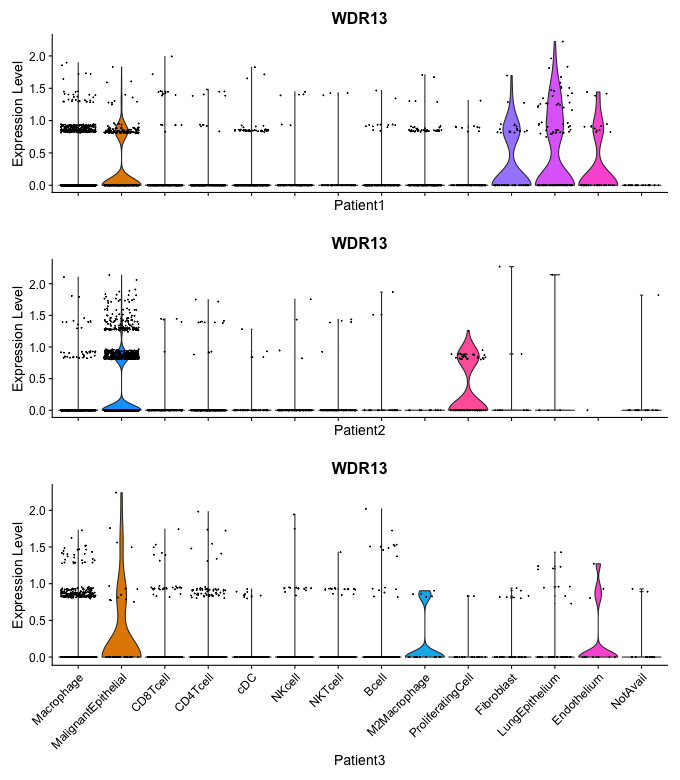 WDR13
Expression Level
2.0
1.5
1.0
0.5
0.0
Patient1
WDR13
Expression Level
2.0
1.5
1.0
0.5
0.0
Patient2
WDR13
Expression Level
2.0
1.5
1.0
0.5
0.0
Macrophage
MalignantEpithelial
CD8Tcell
CD4Tcell
cDC
NKcell
NKTcell
Bcell
M2Macrophage
ProliferatingCell
Fibroblast
LungEpithelium
Endothelium
NotAvail
Patient3